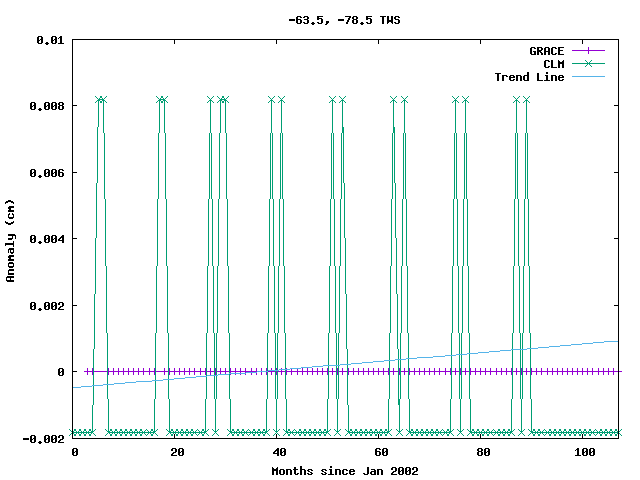 -63.5, -78.5 TWS
0.01
0.008
0.006
0.004
0.002
0
-0.002
Anomaly (cm)
GRACE
CLM
Trend Line
0 20 40 60 80 100
Months since Jan 2002